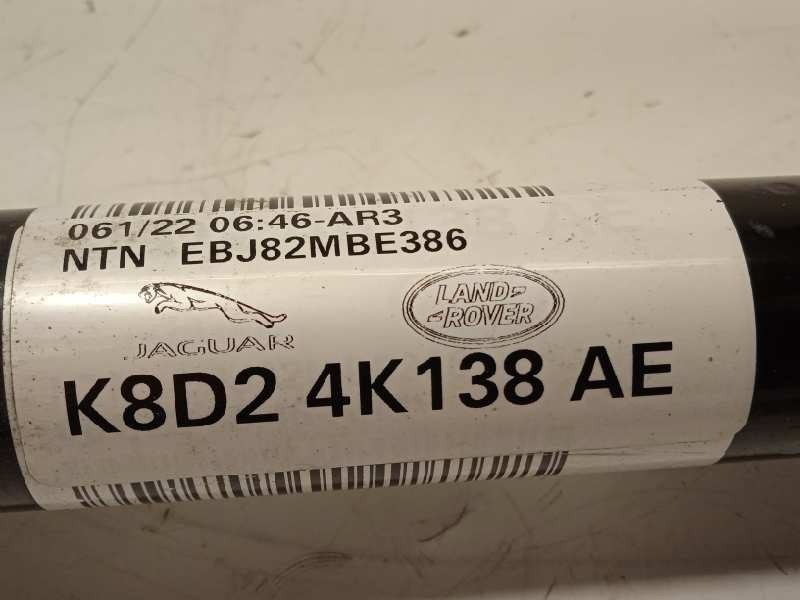 061/22 06:46-AR3
NTN EBJ82MBE386
JAGUAR
LAND-
-ROVER
K8D2 4K138 AE